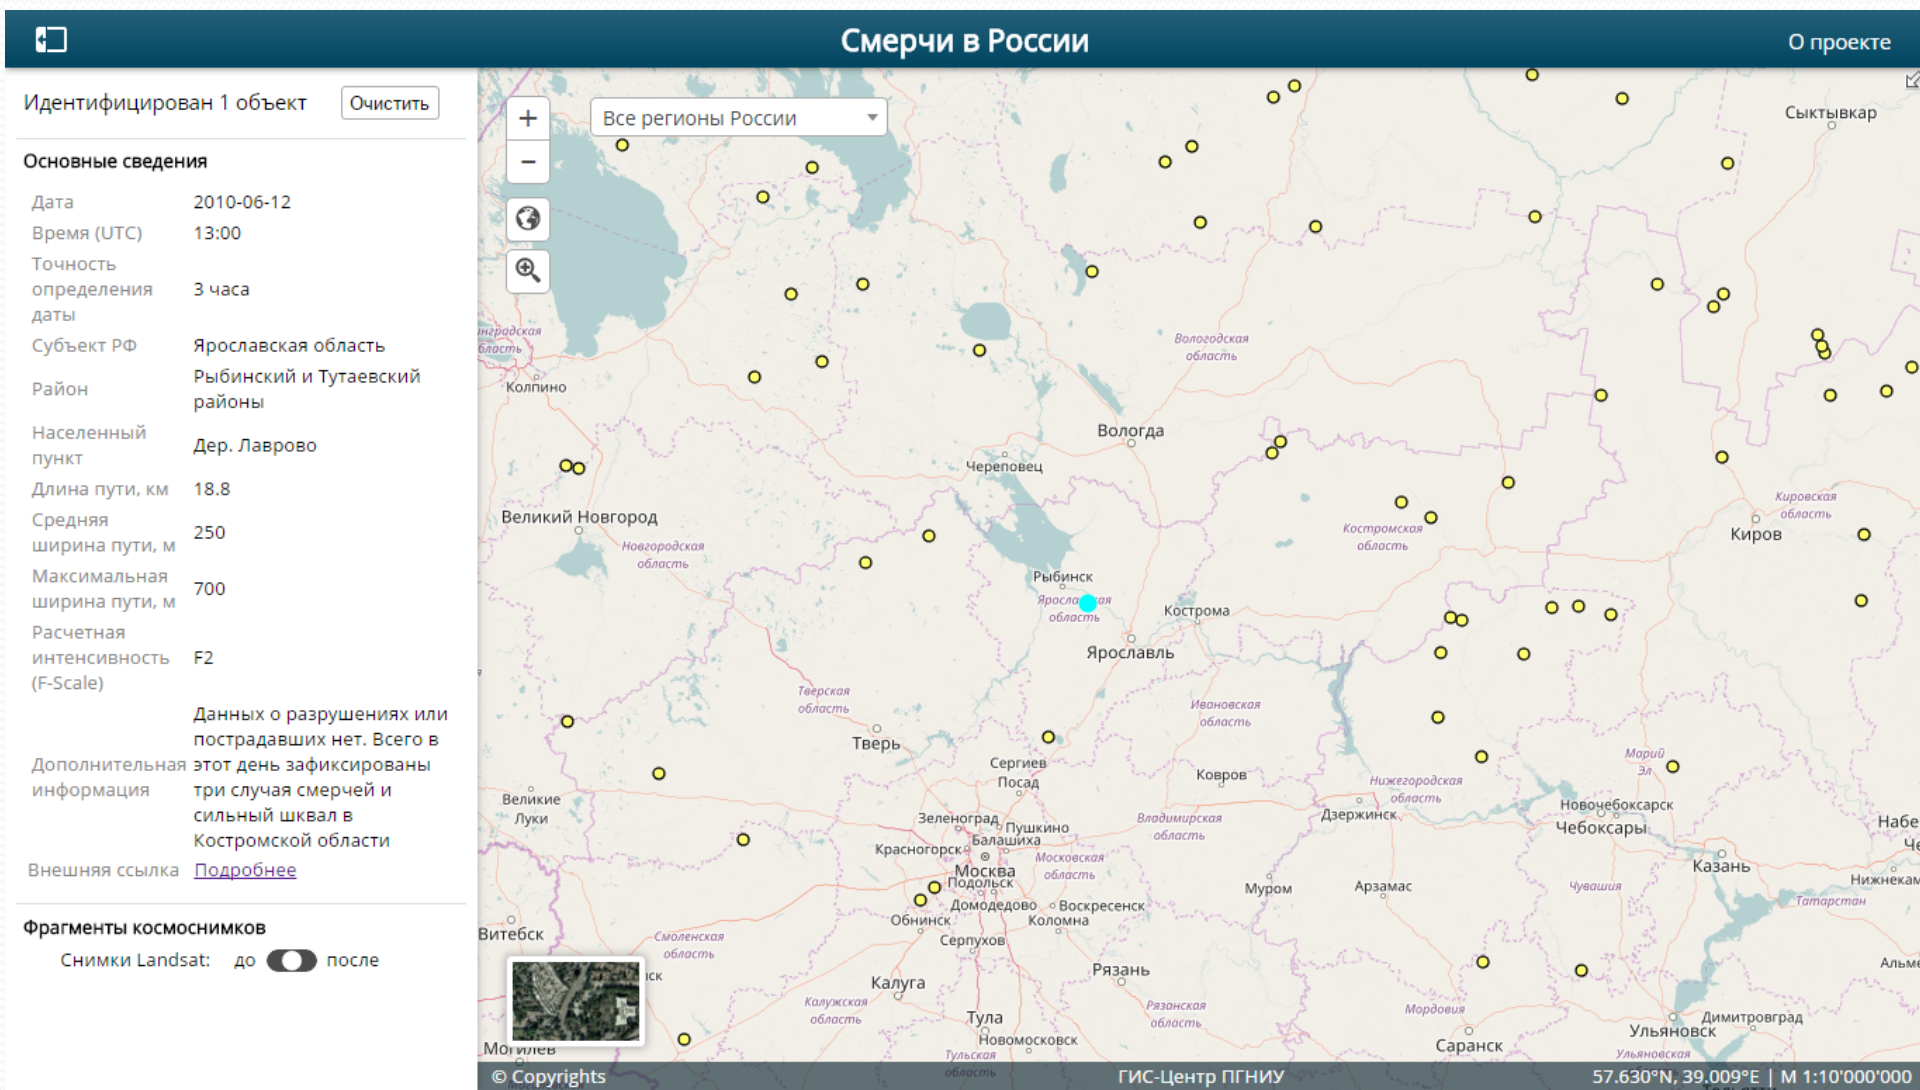 Смерчи в России
О проекте
Идентифицирован 1 объект
Очистить
Основные сведения
Дата 2010-06-12
Время (UTC) 13:00
Точность
определения
даты
3 часа
Субъект РФ Ярославская область
Район
Рыбинский и Тутаевский
районы
Населенный
пункт
Дер. Лаврово
Длина пути, км 18.8
Средняя
ширина пути, м
250
Максимальная
ширина пути, м
700
Расчетная
интенсивность
(F-Scale)
F2
Дополнительная
информация
Данных о разрушениях или
пострадавших нет. Всего в
этот день зафиксированы
три случая смерчей и
сильный шквал в
Костромской области
Внешняя ссылка Подробнее
Фрагменты космоснимков
Снимки Landsat: до после
+
−
Все регионы России
Сыктывкар
Вологодская
область
Колпино
Вологда
Череповец
Великий Новгород
Новгородская
область
Костромская
область
Кировская
область
Киров
Рыбинск
область
Кострома
Ярославль
Тверская
область
Ивановская
область
Тверь
Сергиев
Посад
Ковров
Марий
Эл
Нижегородская
область
Великие
Луки
Зеленоград
Пушкино
Балашиха
Владимирская
область
Дзержинск
Новочебоксарск
Чебоксары
Набе
Красногорск
Московская
область
Москва
Подольск
Казань
Нижнекам
Муром
Арзамас
Чувашия
Татарстан
Домодедово
Воскресенск
Обнинск
Коломна
Витебск
Смоленская
область
Серпухов
Рязань
Альме
Калуга
Калужская
область
Рязанская
область
Мордовия
Тула
Новомосковск
Ульяновск
Димитровград
Могилев
Тульская
область
Саранск
Ульяновская
© Copyrights
ГИС-Центр ПГНИУ
57.630°N, 39.009°E | M 1:10'000'000